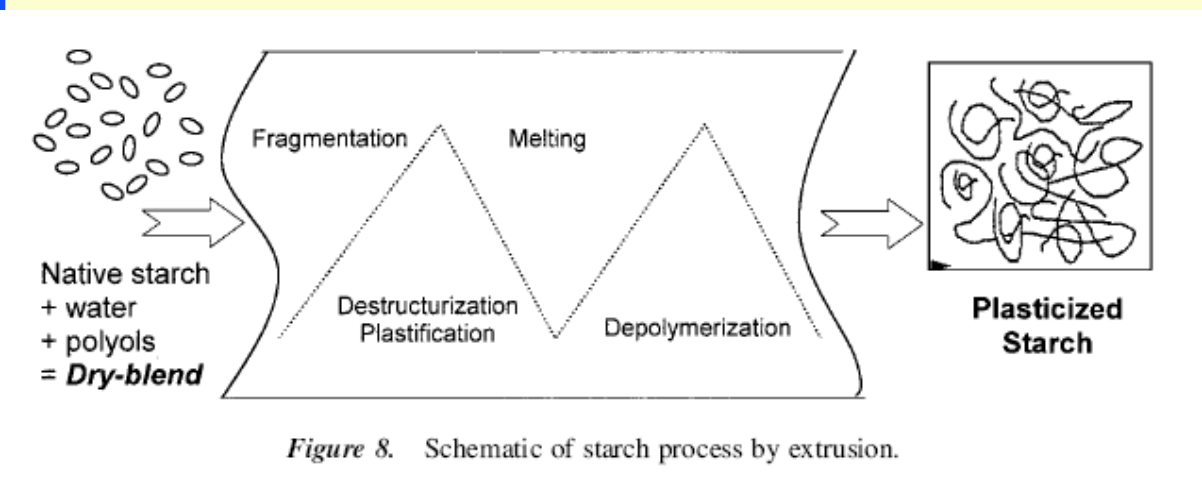 Fragmentation
Melting
Native starch
+ water
+ polyols
= Dry-blend
Destructurization
Plastification
Depolymerization
Plasticized
Starch
Figure 8. Schematic of starch process by extrusion.